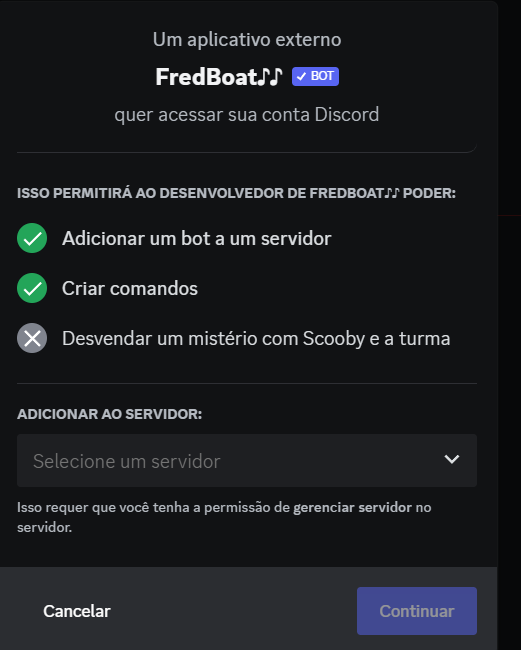 Um aplicativo externo
FredBoat♪♪ BOT
quer acessar sua conta Discord
ISSO PERMITIRÁ AO DESENVOLVEDOR DE FREDBOAT♪♪ PODER:
Adicionar um bot a um servidor
Criar comandos
Desvendar um mistério com Scooby e a turma
ADICIONAR AO SERVIDOR:
Selecione um servidor
Isso requer que você tenha a permissão de gerenciar servidor no
servidor.
Cancelar
Continuar